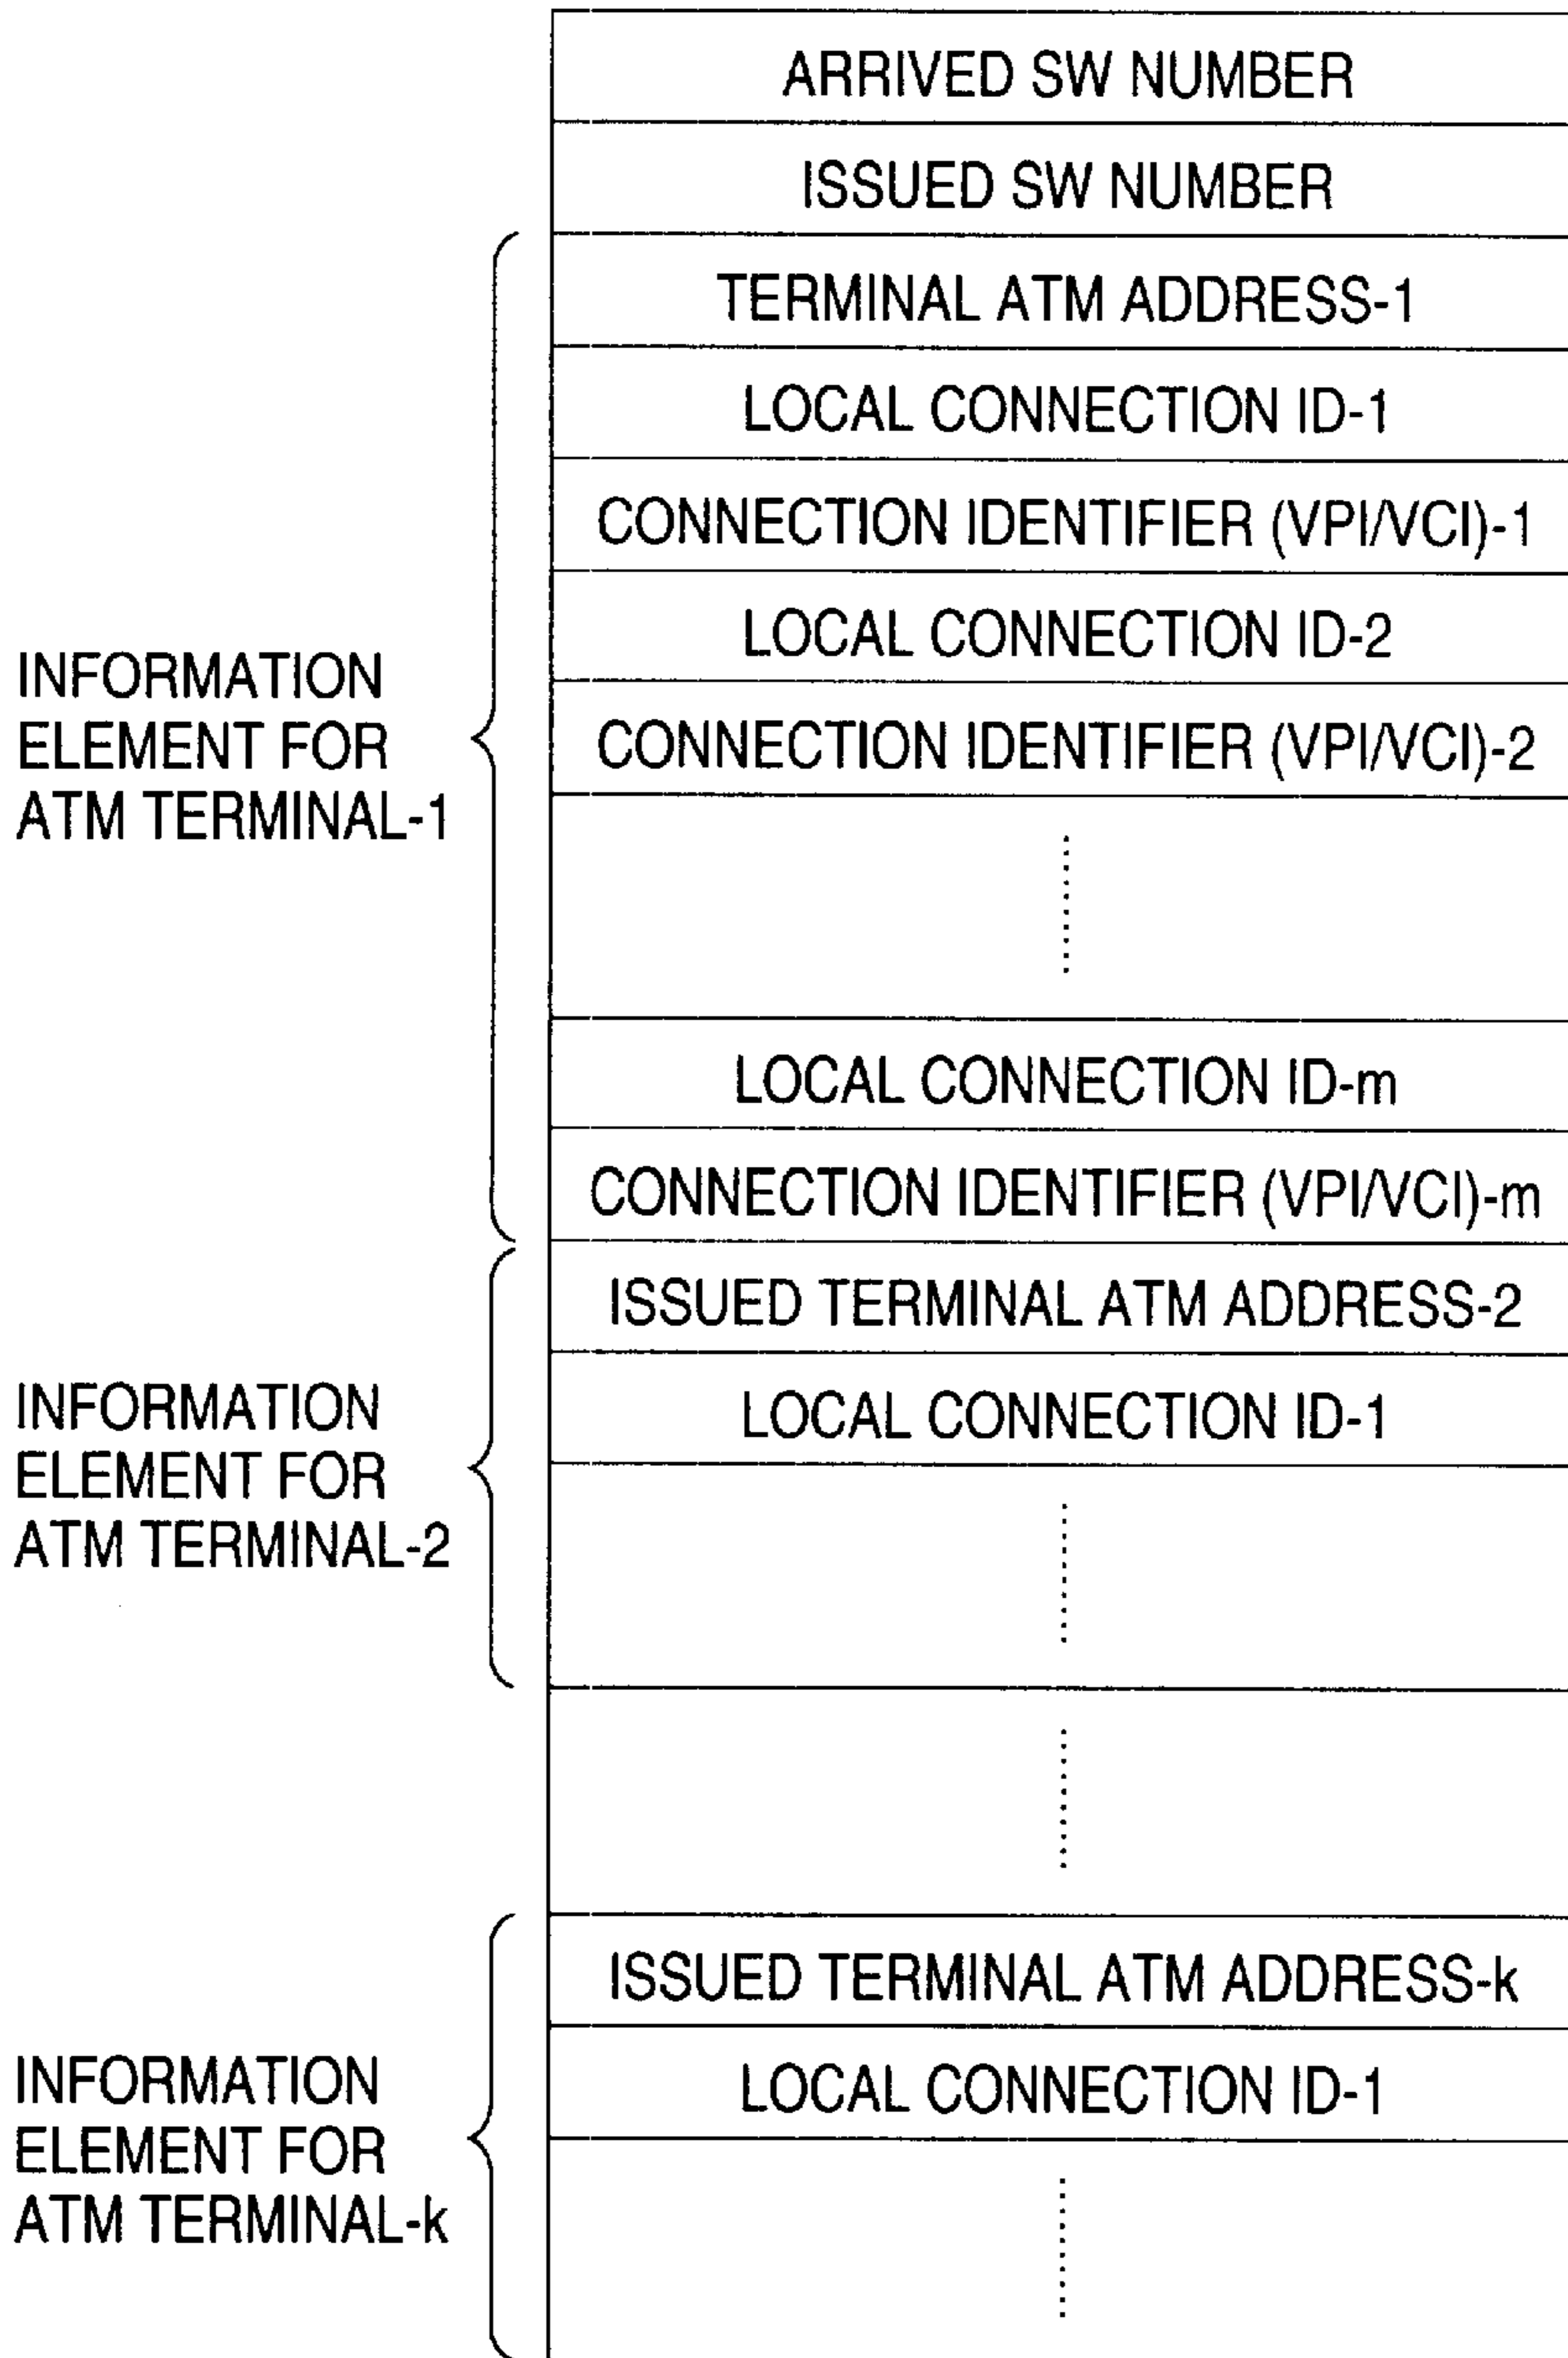 ARRIVED SW NUMBER
ISSUED SW NUMBER
INFORMATION
ELEMENT FOR
ATM TERMINAL-1
TERMINAL ATM ADDRESS-1
LOCAL CONNECTION ID-1
CONNECTION IDENTIFIER (VPI/VCI)-1
LOCAL CONNECTION ID-2
CONNECTION IDENTIFIER (VPI/VCI)-2
LOCAL CONNECTION ID-m
CONNECTION IDENTIFIER (VPI/VCI)-m
INFORMATION
ELEMENT FOR
ATM TERMINAL-2
ISSUED TERMINAL ATM ADDRESS-2
LOCAL CONNECTION ID-1
INFORMATION
ELEMENT FOR
ATM TERMINAL-k
ISSUED TERMINAL ATM ADDRESS-k
LOCAL CONNECTION ID-1